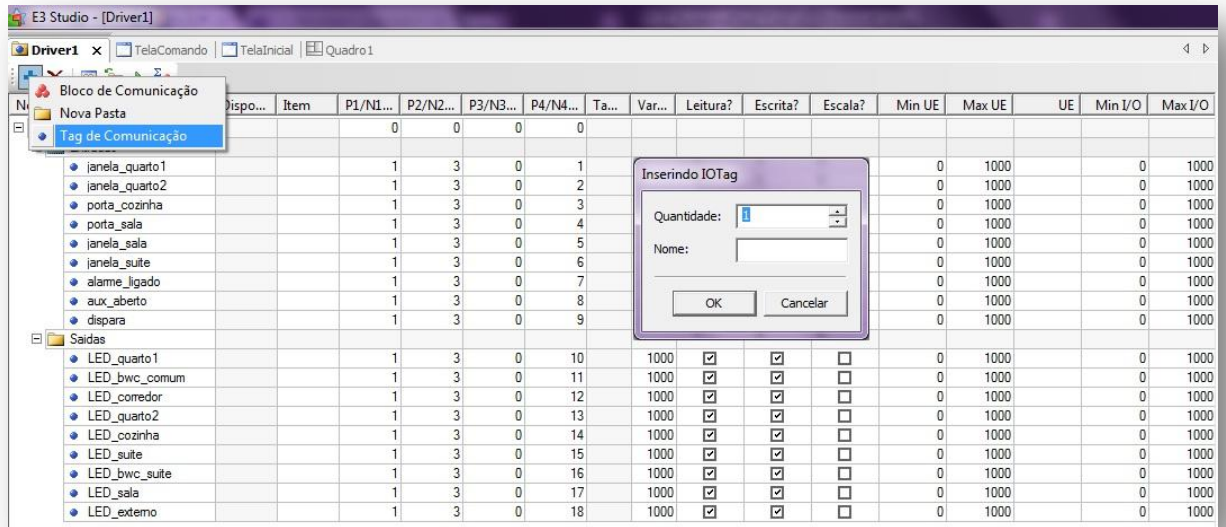 E3 Studio - [Driver1]
Driver1 x TelaComando TelaInicial Quadro1
Bloco de Comunicação
Nova Pasta
Tag de Comunicação
Dispo... Item P1/N1... P2/N2... P3/N3... P4/N4... Ta... Var... Leitura? Escrita? Escala? Min UE Max UE UE Min I/O Max I/O
0 0 0 0
janela_quarto1 1 3 0 1 0 1000 0 1000
janela_quarto2 1 3 0 2 0 1000 0 1000
porta_cozinha 1 3 0 3 0 1000 0 1000
porta_sala 1 3 0 4 0 1000 0 1000
janela_sala 1 3 0 5 0 1000 0 1000
janela_suite 1 3 0 6 0 1000 0 1000
alarme_ligado 1 3 0 7 0 1000 0 1000
aux_aberto 1 3 0 8 0 1000 0 1000
dispara 1 3 0 9 0 1000 0 1000
Inserindo IOTag
Quantidade: 1
Nome:
OK Cancelar
Saidas
LED_quarto1 1 3 0 10 1000 0 1000 0 1000
LED_bwc_comum 1 3 0 11 1000 0 1000 0 1000
LED_corredor 1 3 0 12 1000 0 1000 0 1000
LED_quarto2 1 3 0 13 1000 0 1000 0 1000
LED_cozinha 1 3 0 14 1000 0 1000 0 1000
LED_suite 1 3 0 15 1000 0 1000 0 1000
LED_bwc_suite 1 3 0 16 1000 0 1000 0 1000
LED_sala 1 3 0 17 1000 0 1000 0 1000
LED_externo 1 3 0 18 1000 0 1000 0 1000